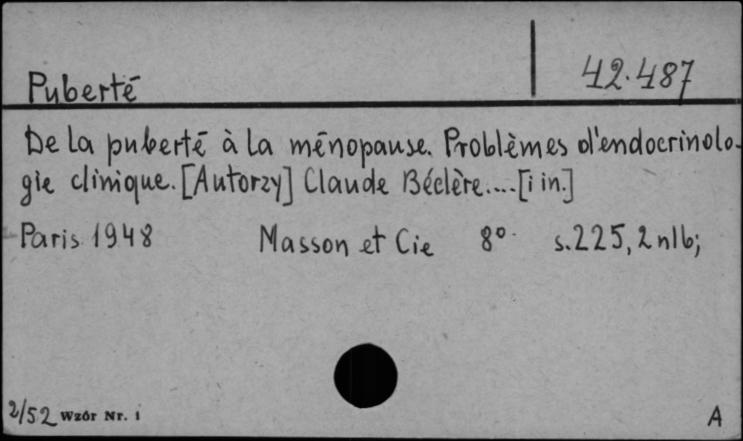 Puberté 42.487
De la puberté à la ménopause. Problèmes d'endocrinolo-
gie clinique. [Autorzy] Claude Béclère.... [i in.]
Paris 1948 Masson et Cie 8° s.225, 2 nlb;
2/52 Wzór Nr. 1 A